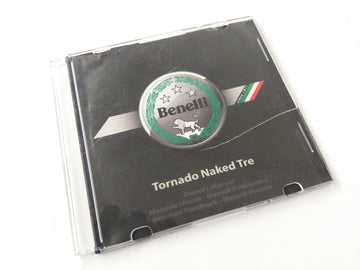 Benelli
Tornado Naked Tre
Owner's Manual
Manuale Utente - Manuel d'utilisation
Benutzer Handbuch - Manual Usuario